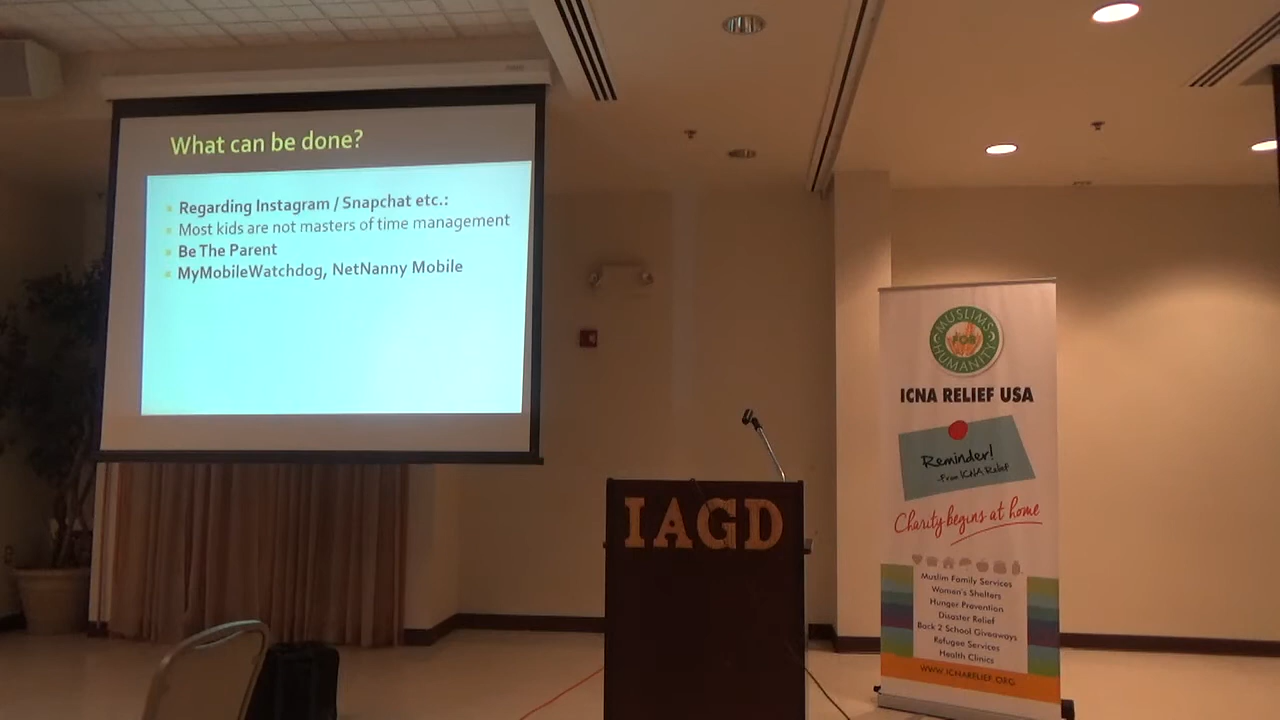 What can be done?
Regarding Instagram / Snapchat etc.:
Most kids are not masters of time management
Be The Parent
MyMobileWatchdog, NetNanny Mobile
IAGD
MUSLIMS
FOR
HUMANITY
ICNA RELIEF USA
Reminder!
-From ICNA Relief
Charity begins at home
Muslim Family Services
Women's Shelters
Hunger Prevention
Disaster Relief
Back 2 School Giveaways
Refugee Services
Health Clinics
WWW.ICNARELIEF.ORG